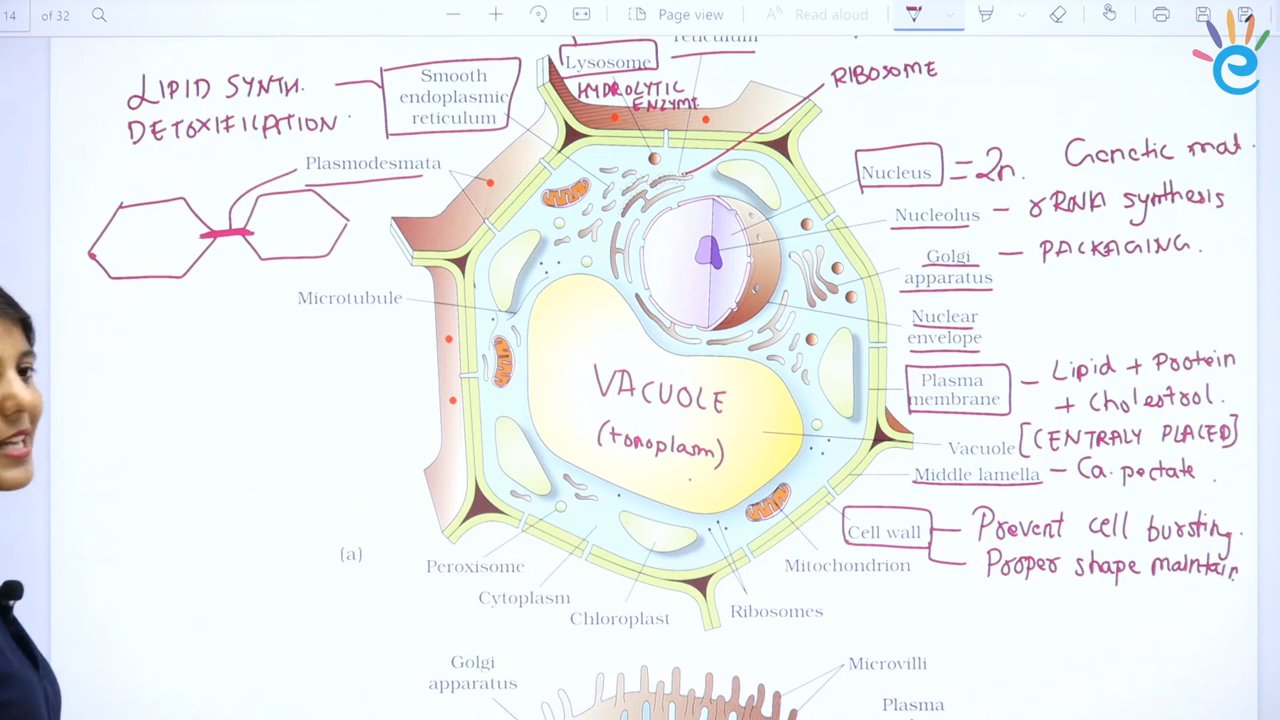 14 of 32
Page view
Read aloud
reticulum
Lysosome
HYDROLYTIC
ENZYME
RIBOSOME
LIPID SYNTH.
DETOXIFICATION
Smooth
endoplasmic
reticulum
Plasmodesmata
Nucleus = 2n. Genetic mat.
Nucleolus - rRNA synthesis
Golgi
apparatus - PACKAGING.
Microtubule
Nuclear
envelope
Plasma
membrane - Lipid + Protein
+ Cholestrol.
VACUOLE
(tonoplasm)
Vacuole [CENTRALY PLACED]
Middle lamella - Ca. pectate.
Cell wall - Prevent cell bursting.
- Proper shape maintain
(a)
Peroxisome
Cytoplasm
Chloroplast
Ribosomes
Mitochondrion
Golgi
apparatus
Microvilli
Plasma